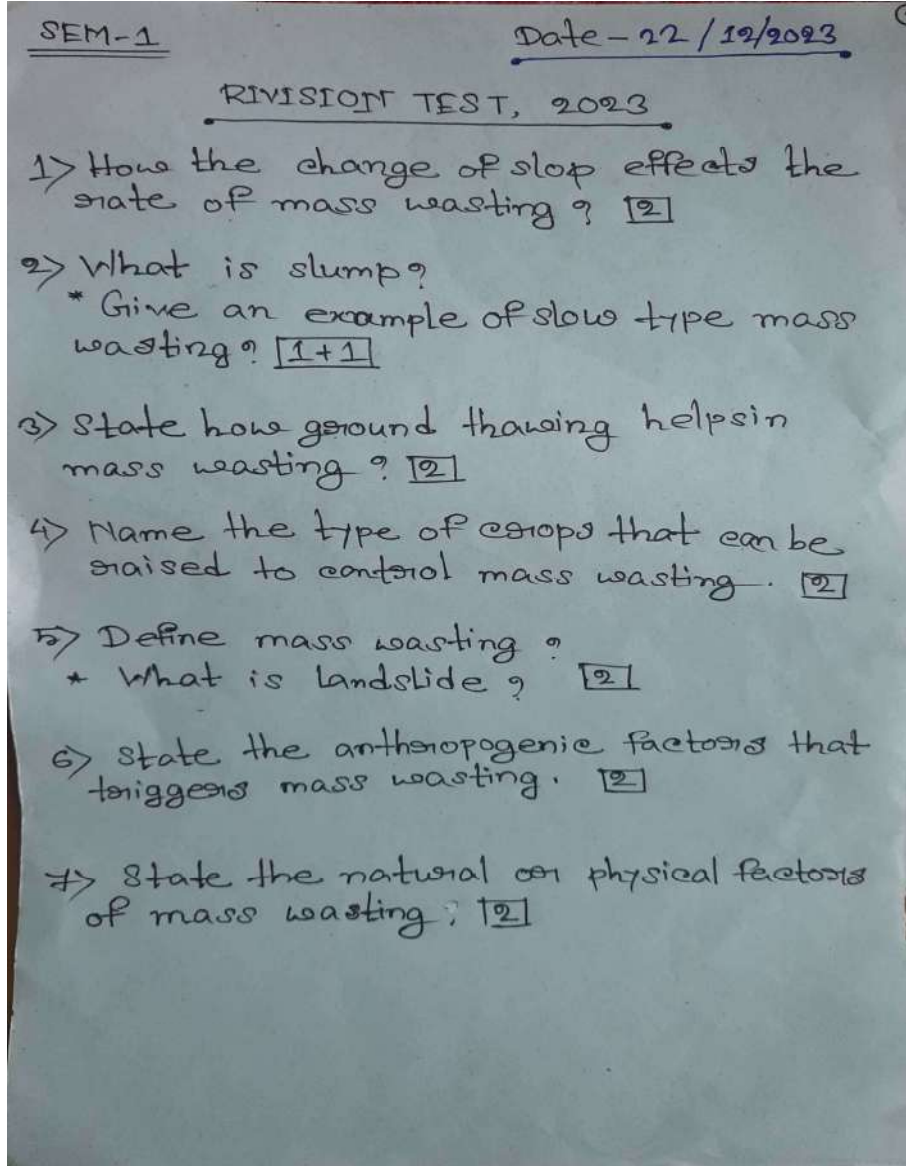 SEM-1
Date - 22/12/2023
RIVISION TEST, 2023
1> How the change of slop effects the
rate of mass weasting? [2]
2> What is slump?
* Give an example of slow type mass
wasting? [1+1]
3> State how ground thawing helpsin
mass weasting? [2]
4> Name the type of crops that can be
raised to control mass wasting. [2]
5> Define mass wasting?
* What is landslide? [2]
6> State the anthropogenic factors that
triggers mass wasting. [2]
7> State the natural or physical factors
of mass wasting; [2]